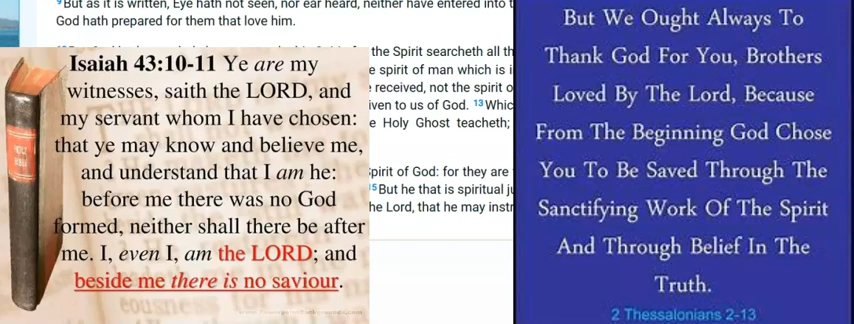 9But as it is written, Eye hath not seen, nor ear heard, neither have entered into t
God hath prepared for them that love him.
the Spirit searcheth all th
e spirit of man which is i
received, not the spirit o
iven to us of God. 13Whic
e Holy Ghost teacheth;
Spirit of God: for they are
15But he that is spiritual ju
he Lord, that he may instr
Isaiah 43:10-11 Ye are my
witnesses, saith the LORD, and
my servant whom I have chosen:
that ye may know and believe me,
and understand that I am he:
before me there was no God
formed, neither shall there be after
me. I, even I, am the LORD; and
beside me there is no saviour.
HOLY
BIBLE
But We Ought Always To
Thank God For You, Brothers
Loved By The Lord, Because
From The Beginning God Chose
You To Be Saved Through The
Sanctifying Work Of The Spirit
And Through Belief In The
Truth.
2 Thessalonians 2-13